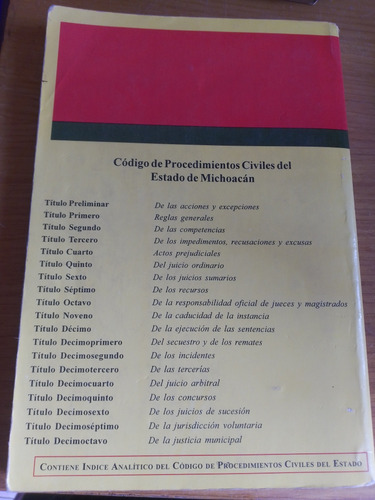 Código de Procedimientos Civiles del
Estado de Michoacán
Título Preliminar De las acciones y excepciones
Título Primero Reglas generales
Título Segundo De las competencias
Título Tercero De los impedimentos, recusaciones y excusas
Título Cuarto Actos prejudiciales
Título Quinto Del juicio ordinario
Título Sexto De los juicios sumarios
Título Séptimo De los recursos
Título Octavo De la responsabilidad oficial de jueces y magistrados
Título Noveno De la caducidad de la instancia
Título Décimo De la ejecución de las sentencias
Título Decimoprimero Del secuestro y de los remates
Título Decimosegundo De los incidentes
Título Decimotercero De las tercerías
Título Decimocuarto Del juicio arbitral
Título Decimoquinto De los concursos
Título Decimosexto De los juicios de sucesión
Título Decimoséptimo De la jurisdicción voluntaria
Título Decimoctavo De la justicia municipal
CONTIENE INDICE ANALÍTICO DEL CÓDIGO DE PROCEDIMIENTOS CIVILES DEL ESTADO